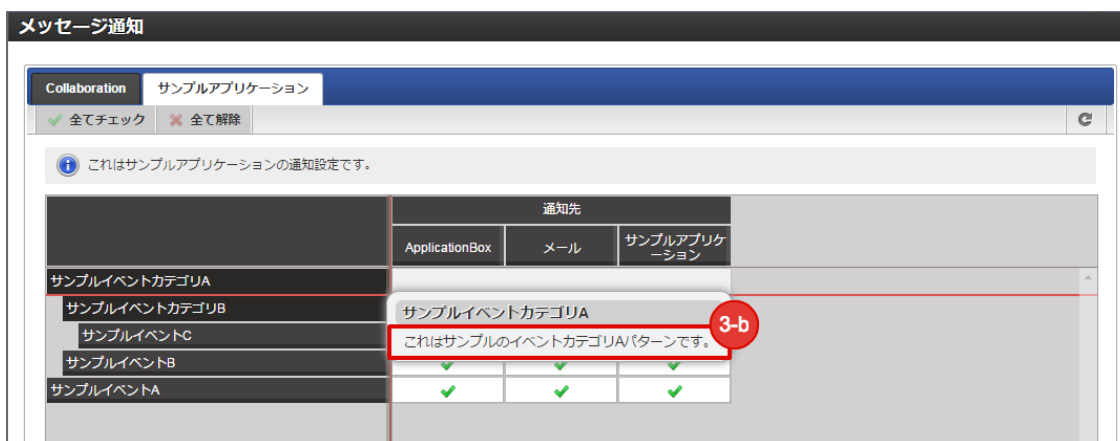 メッセージ通知
Collaboration サンプルアプリケーション
全てチェック 全て解除
これはサンプルアプリケーションの通知設定です。
通知先
ApplicationBox メール サンプルアプリケ
ーション
サンプルイベントカテゴリA
サンプルイベントカテゴリB
サンプルイベントカテゴリA
3-b
サンプルイベントC
これはサンプルのイベントカテゴリAパターンです。
サンプルイベントB
サンプルイベントA